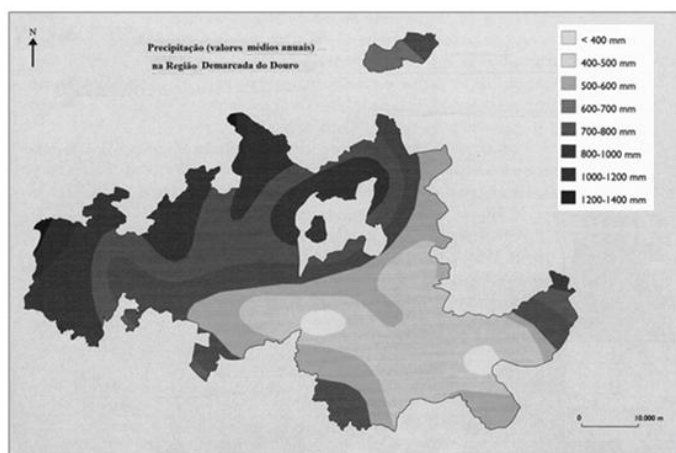 N
Precipitação (valores médios anuais)
na Região Demarcada do Douro
< 400 mm
400-500 mm
500-600 mm
600-700 mm
700-800 mm
800-1000 mm
1000-1200 mm
1200-1400 mm
0
10.000 m